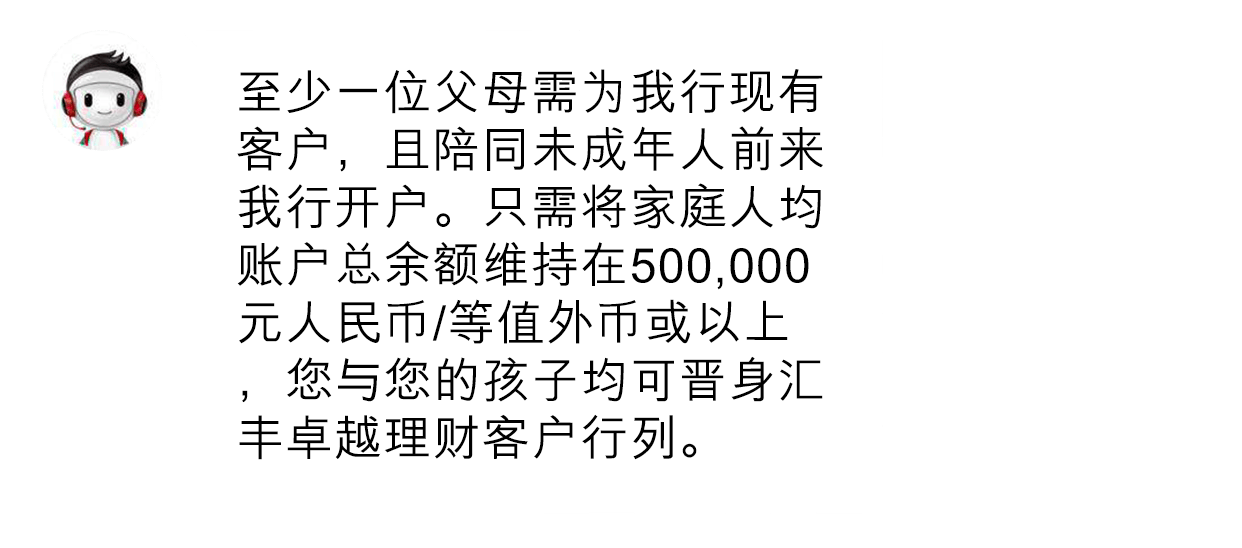 至少一位父母需为我行现有
客户，且陪同未成年人前来
我行开户。只需将家庭人均
账户总余额维持在500,000
元人民币/等值外币或以上
，您与您的孩子均可晋身汇
丰卓越理财客户行列。